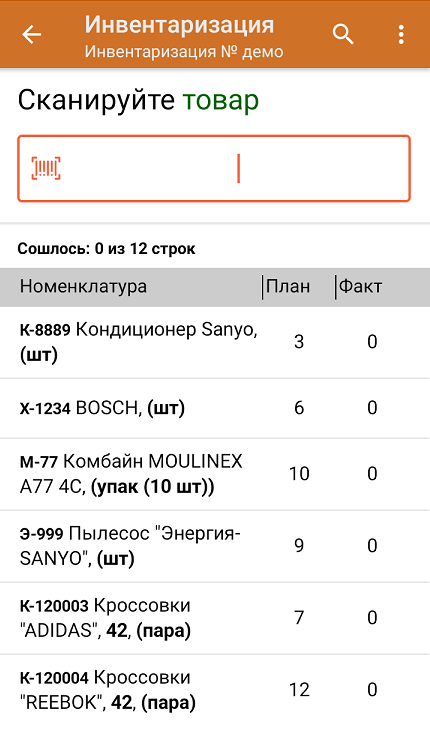 Инвентаризация
Инвентаризация № демо
Сканируйте товар
Сошлось: 0 из 12 строк
Номенклатура План Факт
К-8889 Кондиционер Sanyo, 3 0
(шт)
Х-1234 BOSCH, (шт) 6 0
М-77 Комбайн MOULINEX 10 0
A77 4C, (упак (10 шт))
Э-999 Пылесос "Энергия- 9 0
SANYO", (шт)
К-120003 Кроссовки 7 0
"ADIDAS", 42, (пара)
К-120004 Кроссовки 12 0
"REEBOK", 42, (пара)